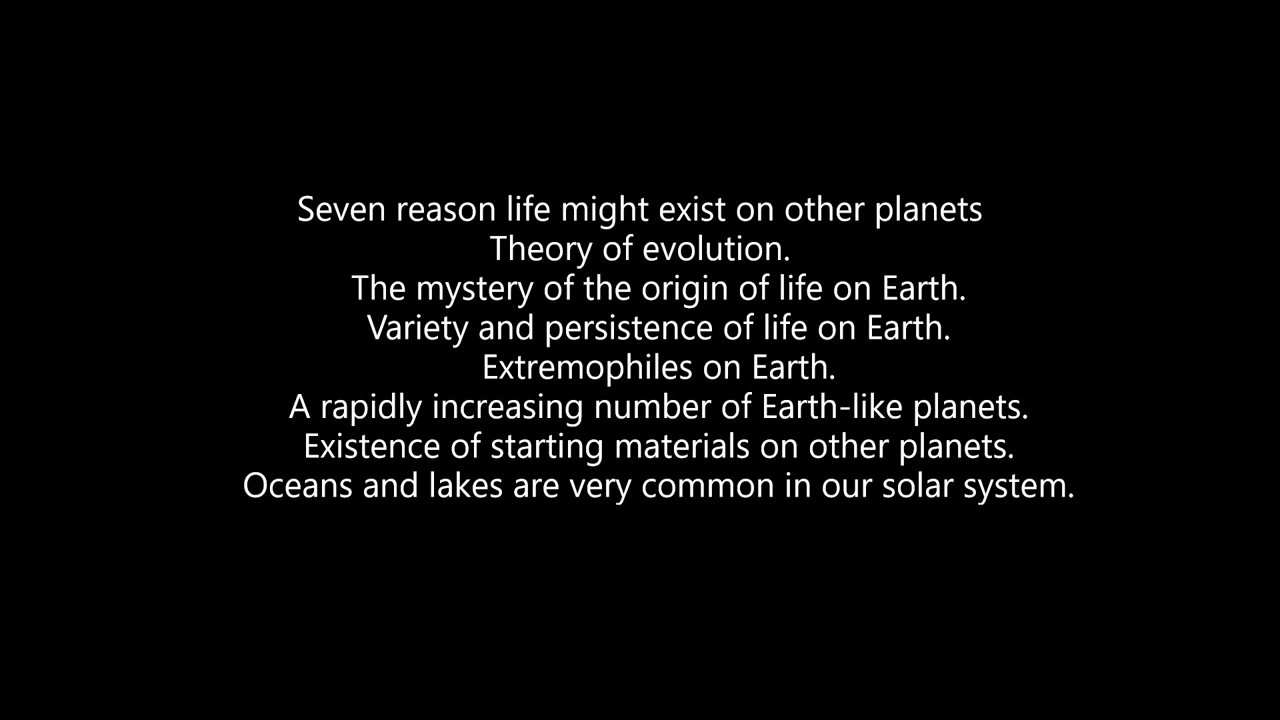 Seven reason life might exist on other planets
Theory of evolution.
The mystery of the origin of life on Earth.
Variety and persistence of life on Earth.
Extremophiles on Earth.
A rapidly increasing number of Earth-like planets.
Existence of starting materials on other planets.
Oceans and lakes are very common in our solar system.